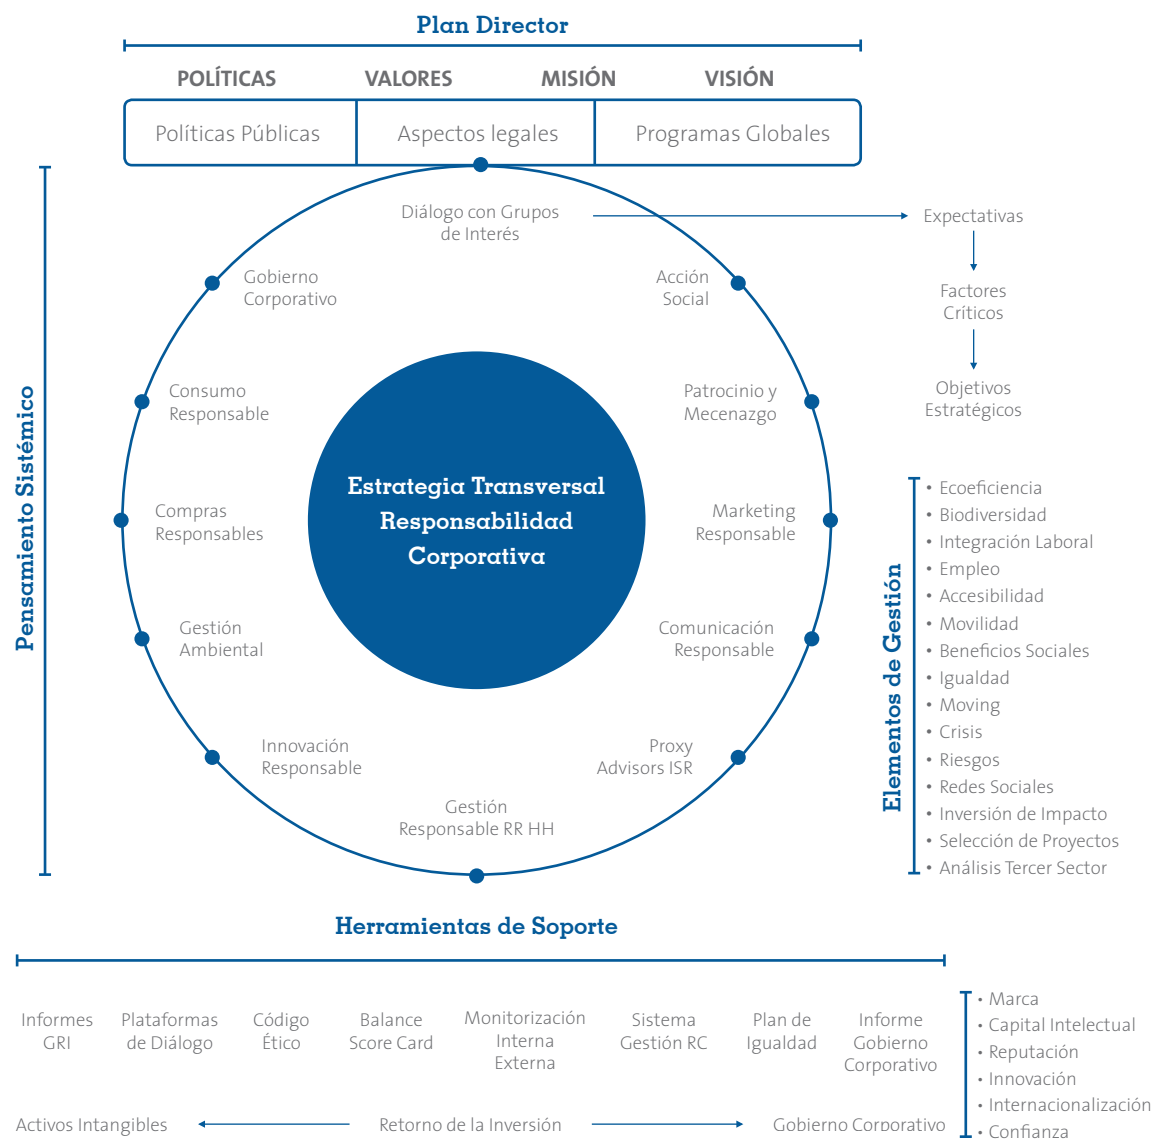 Plan Director
POLÍTICAS VALORES MISIÓN VISIÓN
Políticas Públicas Aspectos legales Programas Globales
Diálogo con Grupos
de Interés
Expectativas
Factores
Críticos
Objetivos
Estratégicos
Gobierno
Corporativo
Acción
Social
Consumo
Responsable
Patrocinio y
Mecenazgo
Compras
Responsables
Marketing
Responsable
Gestión
Ambiental
Comunicación
Responsable
Innovación
Responsable
Proxy
Advisors ISR
Gestión
Responsable RR HH
Estrategia Transversal
Responsabilidad
Corporativa
Pensamiento Sistémico
Elementos de Gestión
• Ecoeficiencia
• Biodiversidad
• Integración Laboral
• Empleo
• Accesibilidad
• Movilidad
• Beneficios Sociales
• Igualdad
• Moving
• Crisis
• Riesgos
• Redes Sociales
• Inversión de Impacto
• Selección de Proyectos
• Análisis Tercer Sector
Herramientas de Soporte
Informes
GRI
Plataformas
de Diálogo
Código
Ético
Balance
Score Card
Monitorización
Interna
Externa
Sistema
Gestión RC
Plan de
Igualdad
Informe
Gobierno
Corporativo
• Marca
• Capital Intelectual
• Reputación
• Innovación
• Internacionalización
• Confianza
Activos Intangibles Retorno de la Inversión Gobierno Corporativo